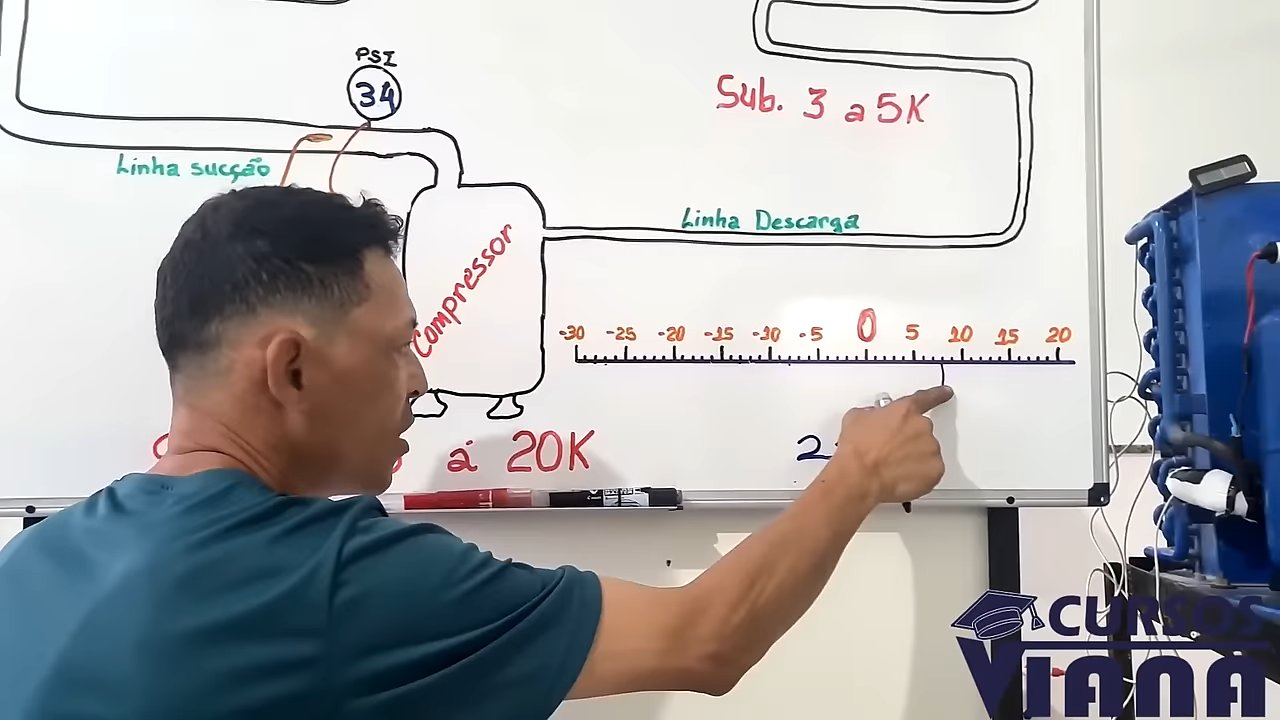 PSI
34
Sub. 3 a 5K
Linha sucção
Linha Descarga
Compressor
-30 -25 -20 -15 -10 -5 0 5 10 15 20
á 20K
CURSOS
VIANA